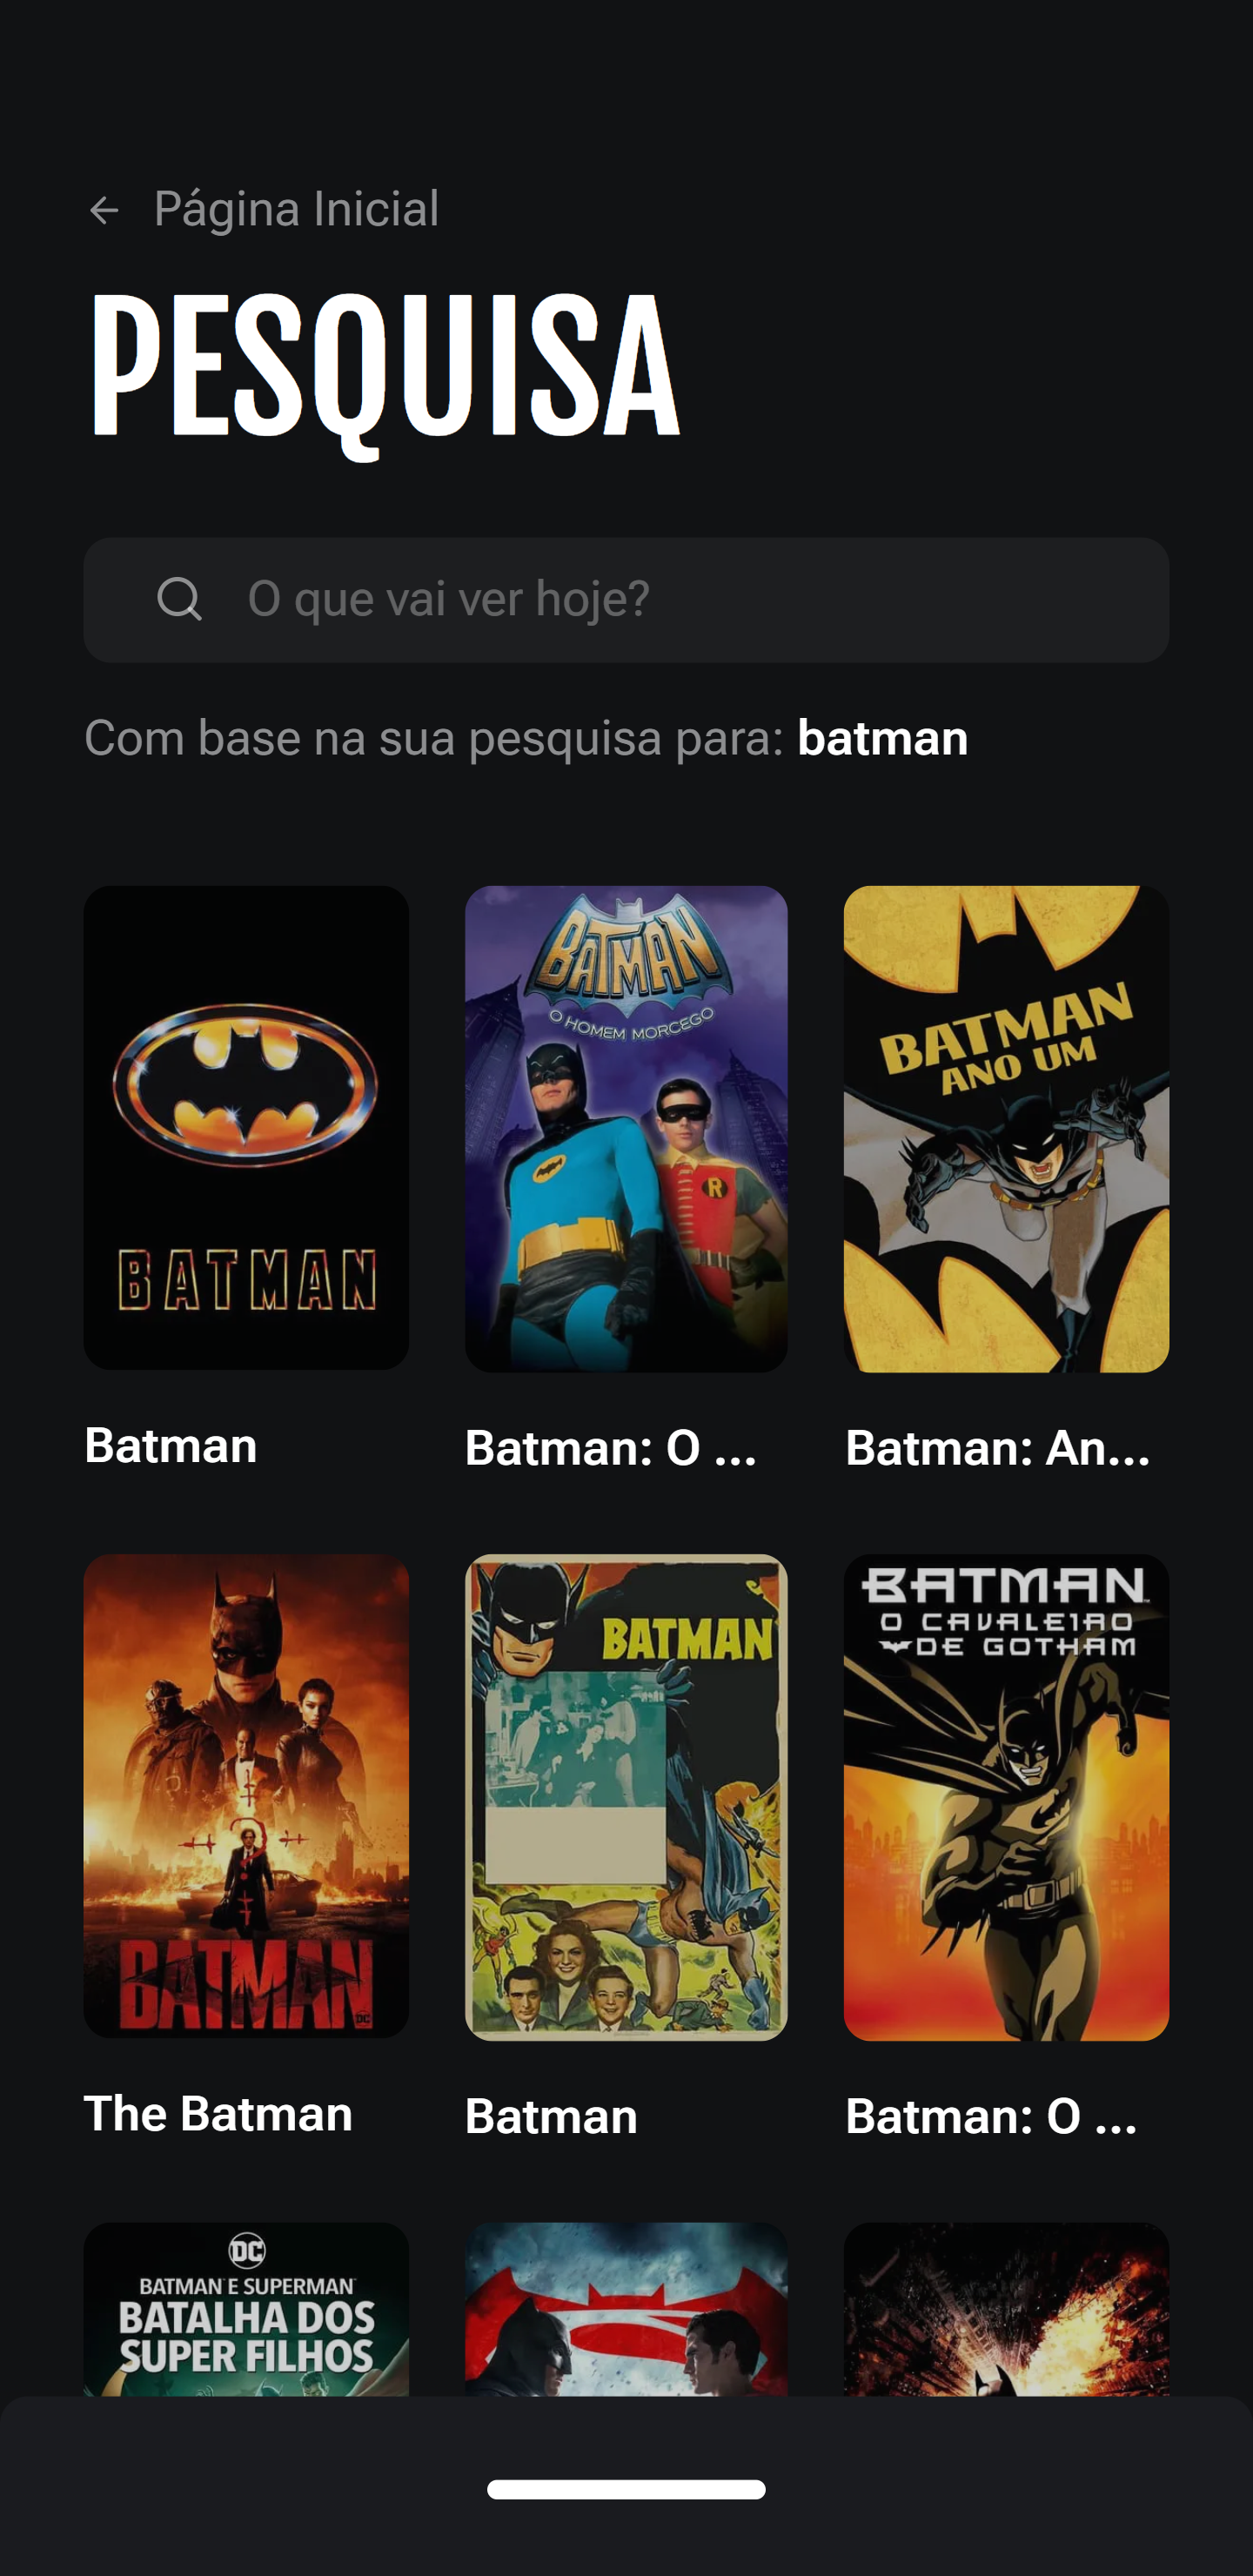 Página Inicial
PESQUISA
O que vai ver hoje?
Com base na sua pesquisa para: batman
BATMAN
BATMAN
O HOMEM MORCEGO
R
BATMAN
ANO UM
Batman
Batman: O ...
Batman: An...
BATMAN
DC
BATMAN
BATMAN
O CAVALEIRO
DE GOTHAM
The Batman
Batman
Batman: O ...
DC
BATMAN E SUPERMAN
BATALHA DOS
SUPER FILHOS